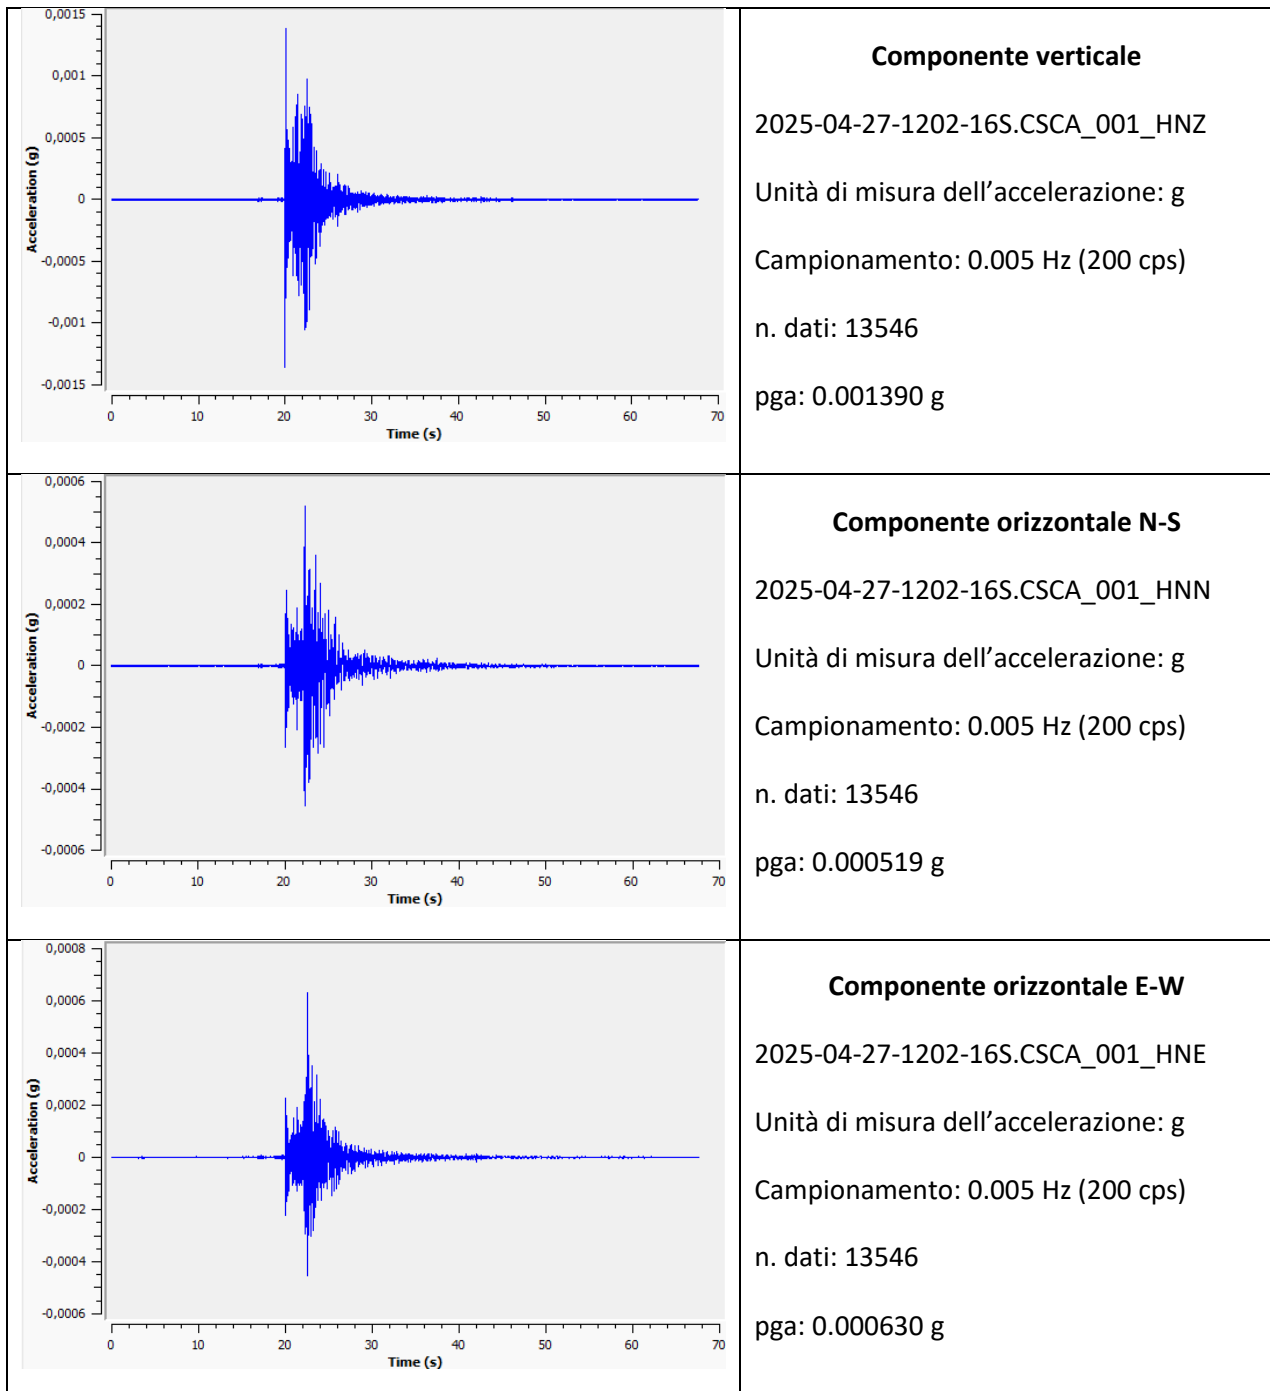 0,0015
0,001
0,0005
0
-0,0005
-0,001
-0,0015
Acceleration (g)
0 10 20 30 40 50 60 70
Time (s)
Componente verticale
2025-04-27-1202-16S.CSCA_001_HNZ
Unità di misura dell’accelerazione: g
Campionamento: 0.005 Hz (200 cps)
n. dati: 13546
pga: 0.001390 g
0,0006
0,0004
0,0002
0
-0,0002
-0,0004
-0,0006
Acceleration (g)
0 10 20 30 40 50 60 70
Time (s)
Componente orizzontale N-S
2025-04-27-1202-16S.CSCA_001_HNN
Unità di misura dell’accelerazione: g
Campionamento: 0.005 Hz (200 cps)
n. dati: 13546
pga: 0.000519 g
0,0008
0,0006
0,0004
0,0002
0
-0,0002
-0,0004
-0,0006
Acceleration (g)
0 10 20 30 40 50 60 70
Time (s)
Componente orizzontale E-W
2025-04-27-1202-16S.CSCA_001_HNE
Unità di misura dell’accelerazione: g
Campionamento: 0.005 Hz (200 cps)
n. dati: 13546
pga: 0.000630 g